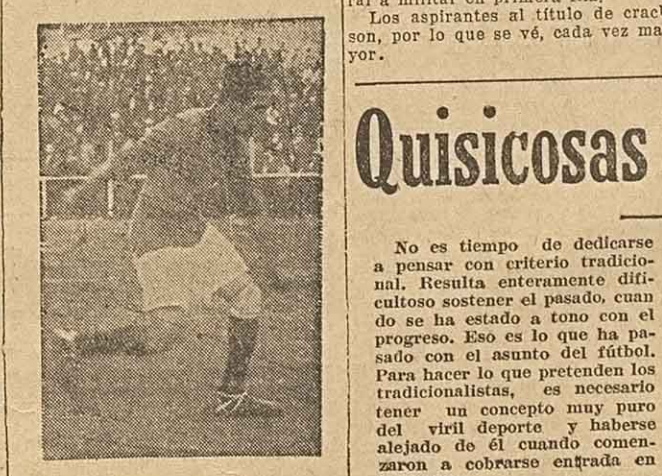 Los aspirantes al título de crack
son, por lo que se vé, cada vez ma
yor.
Quisicosas
No es tiempo de dedicarse
a pensar con criterio tradicio-
nal. Resulta enteramente difi-
cultoso sostener el pasado, cuan
do se ha estado a tono con el
progreso. Eso es lo que ha pa-
sado con el asunto del fútbol.
Para hacer lo que pretenden los
tradicionalistas, es necesario
tener un concepto muy puro
del viril deporte y haberse
alejado de él cuando comen-
zaron a cobrarse entrada en